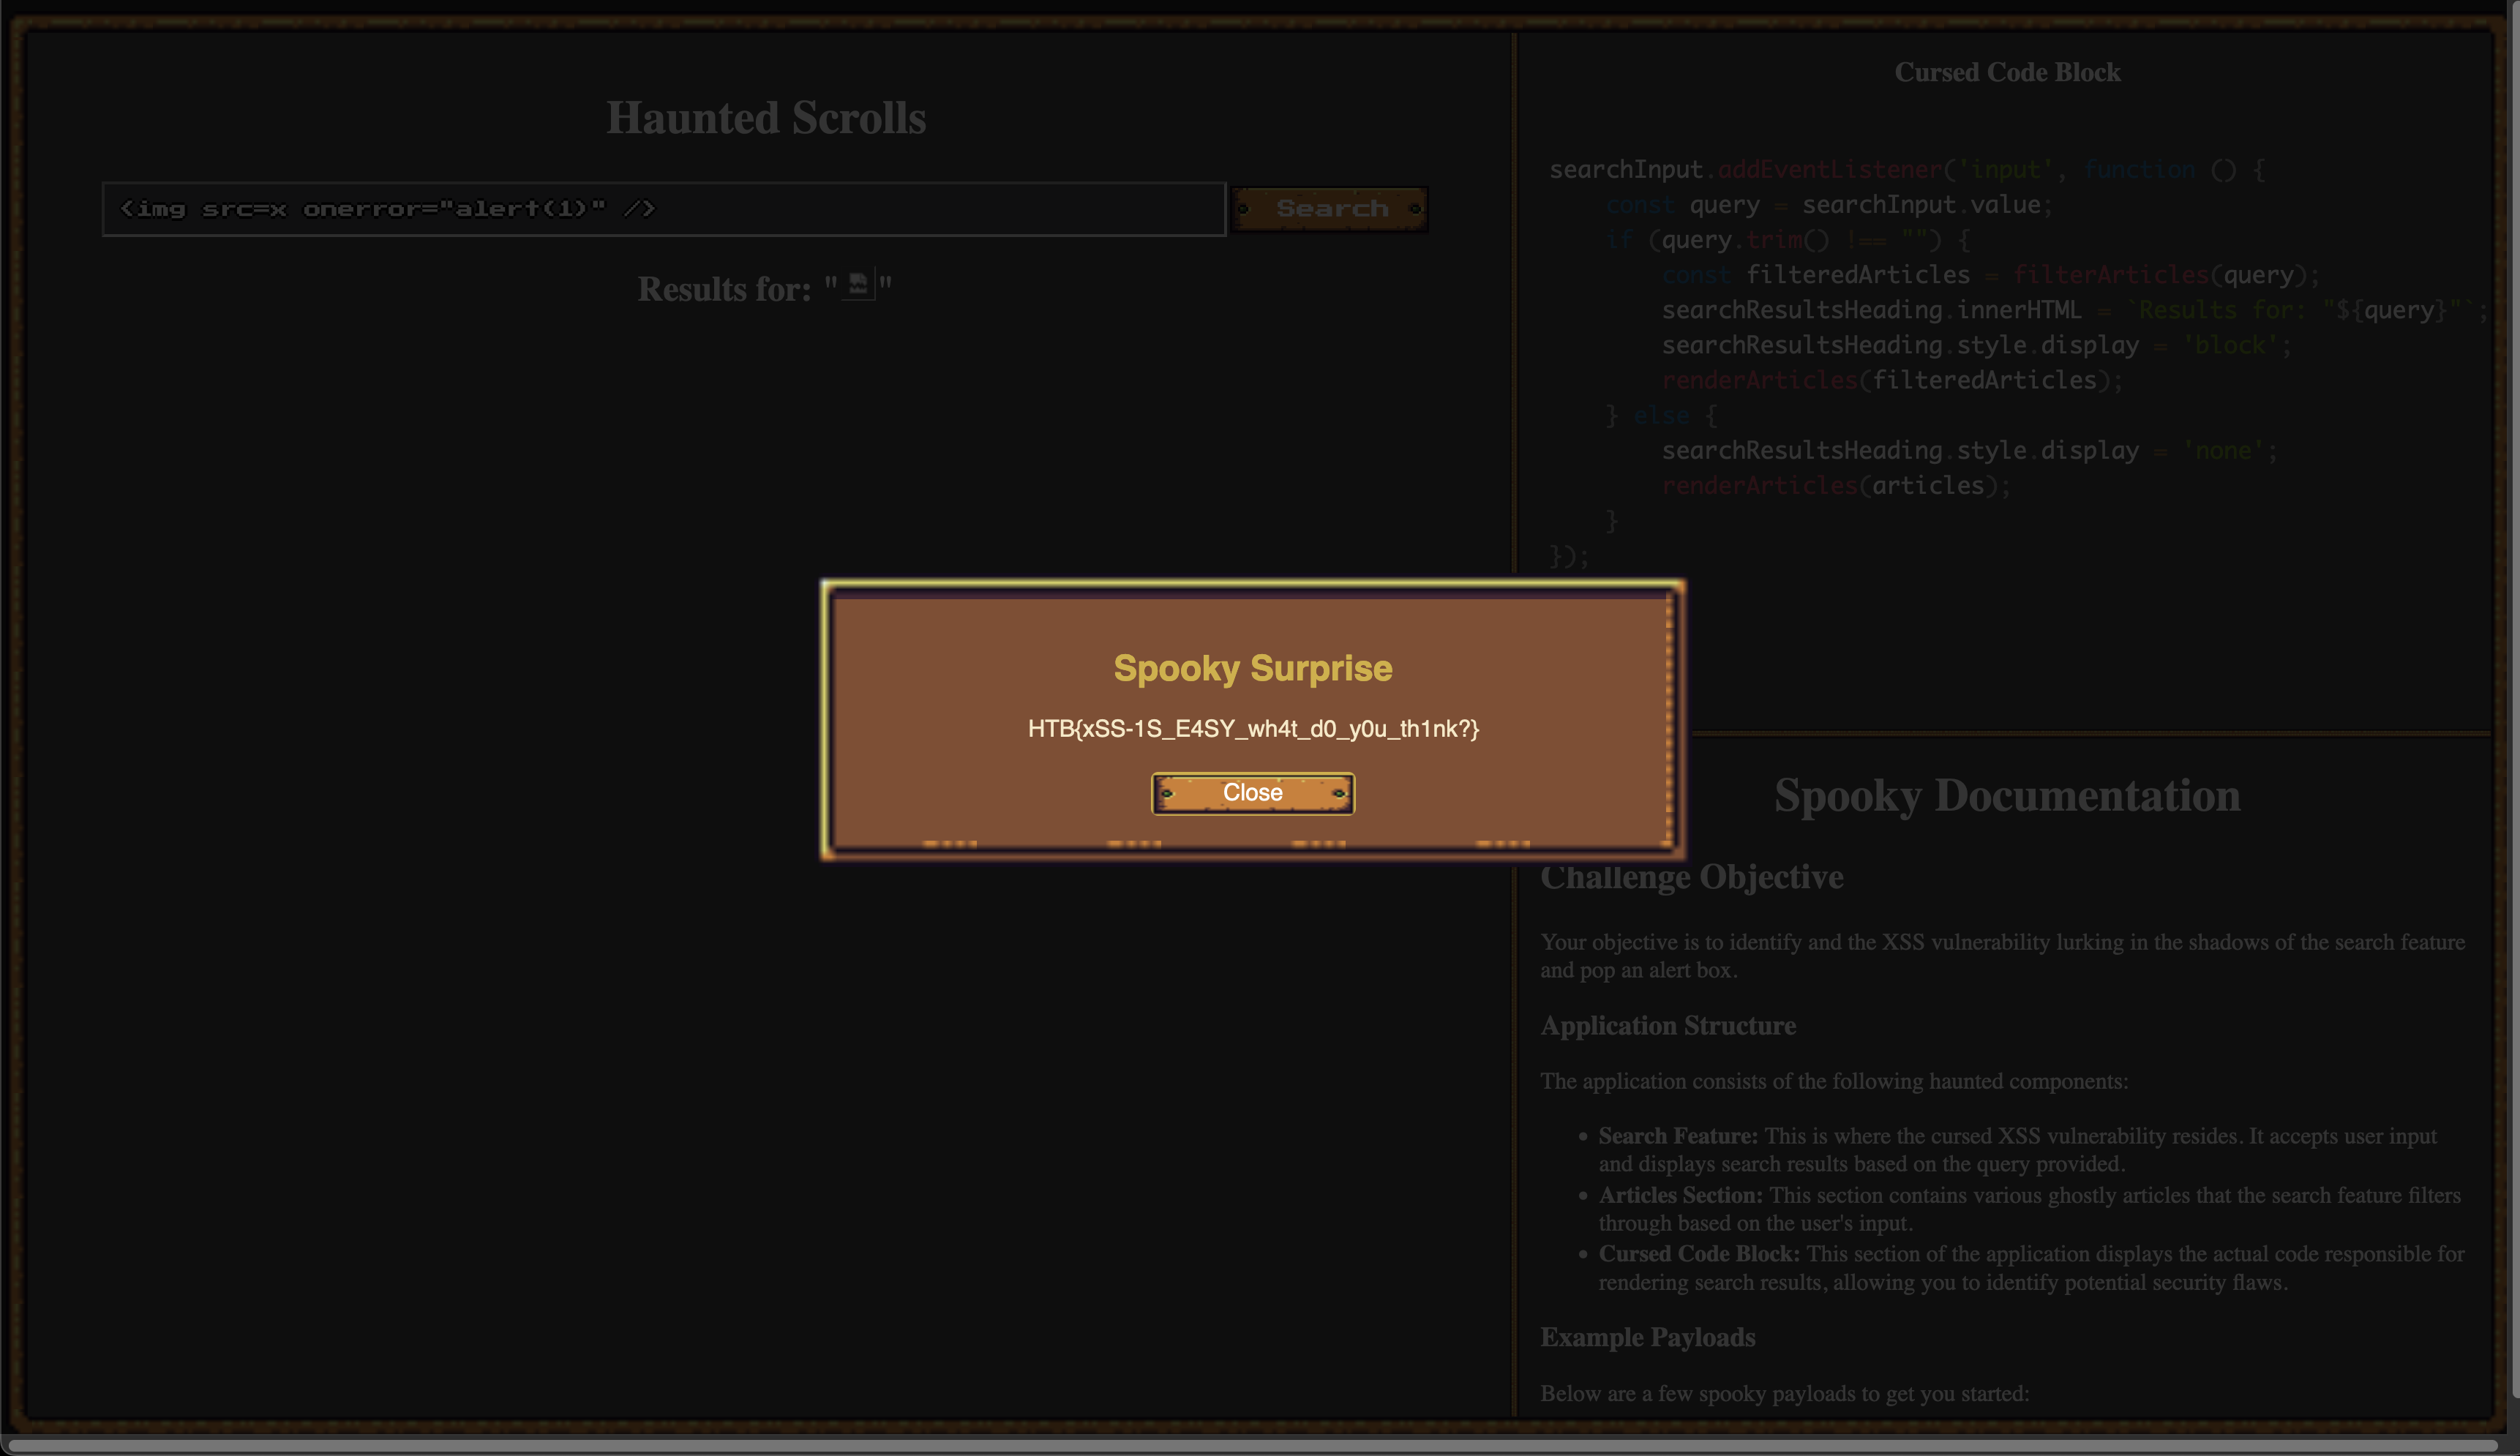 Haunted Scrolls
<img src=x onerror="alert(1)" />
Search
Results for: ""
Cursed Code Block
searchInput.addEventListener('input', function () {
    const query = searchInput.value;
    if (query.trim() !== "") {
        const filteredArticles = filterArticles(query);
        searchResultsHeading.innerHTML = `Results for: "${query}"`;
        searchResultsHeading.style.display = 'block';
        renderArticles(filteredArticles);
    } else {
        searchResultsHeading.style.display = 'none';
        renderArticles(articles);
    }
});
Spooky Surprise
HTB{xSS-1S_E4SY_wh4t_d0_y0u_th1nk?}
Close
Spooky Documentation
Challenge Objective
Your objective is to identify and the XSS vulnerability lurking in the shadows of the search feature
and pop an alert box.
Application Structure
The application consists of the following haunted components:
• Search Feature: This is where the cursed XSS vulnerability resides. It accepts user input
and displays search results based on the query provided.
• Articles Section: This section contains various ghostly articles that the search feature filters
through based on the user's input.
• Cursed Code Block: This section of the application displays the actual code responsible for
rendering search results, allowing you to identify potential security flaws.
Example Payloads
Below are a few spooky payloads to get you started: